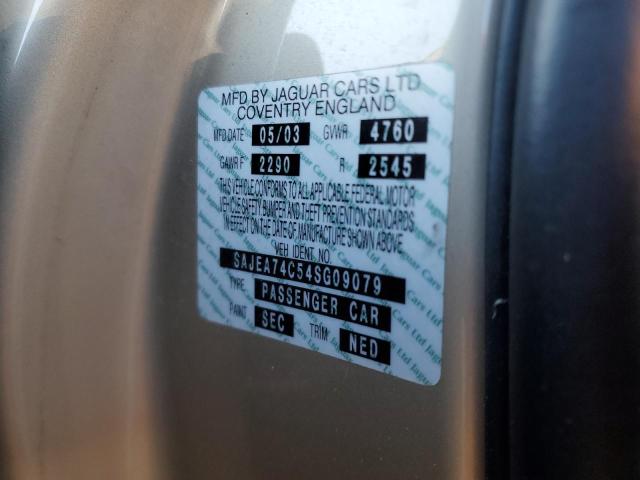 MFD BY JAGUAR CARS LTD
COVENTRY ENGLAND
MFD DATE 05/03 GVWR 4760
GAWR F 2290 R 2545
THIS VEHICLE CONFORMS TO ALL APPLICABLE FEDERAL MOTOR
VEHICLE SAFETY BUMPER AND THEFT PREVENTION STANDARDS
IN EFFECT ON THE DATE OF MANUFACTURE SHOWN ABOVE.
VEH IDENT NO.
SAJEA74C54SG09079
TYPE PASSENGER CAR
PAINT SEC TRIM NED